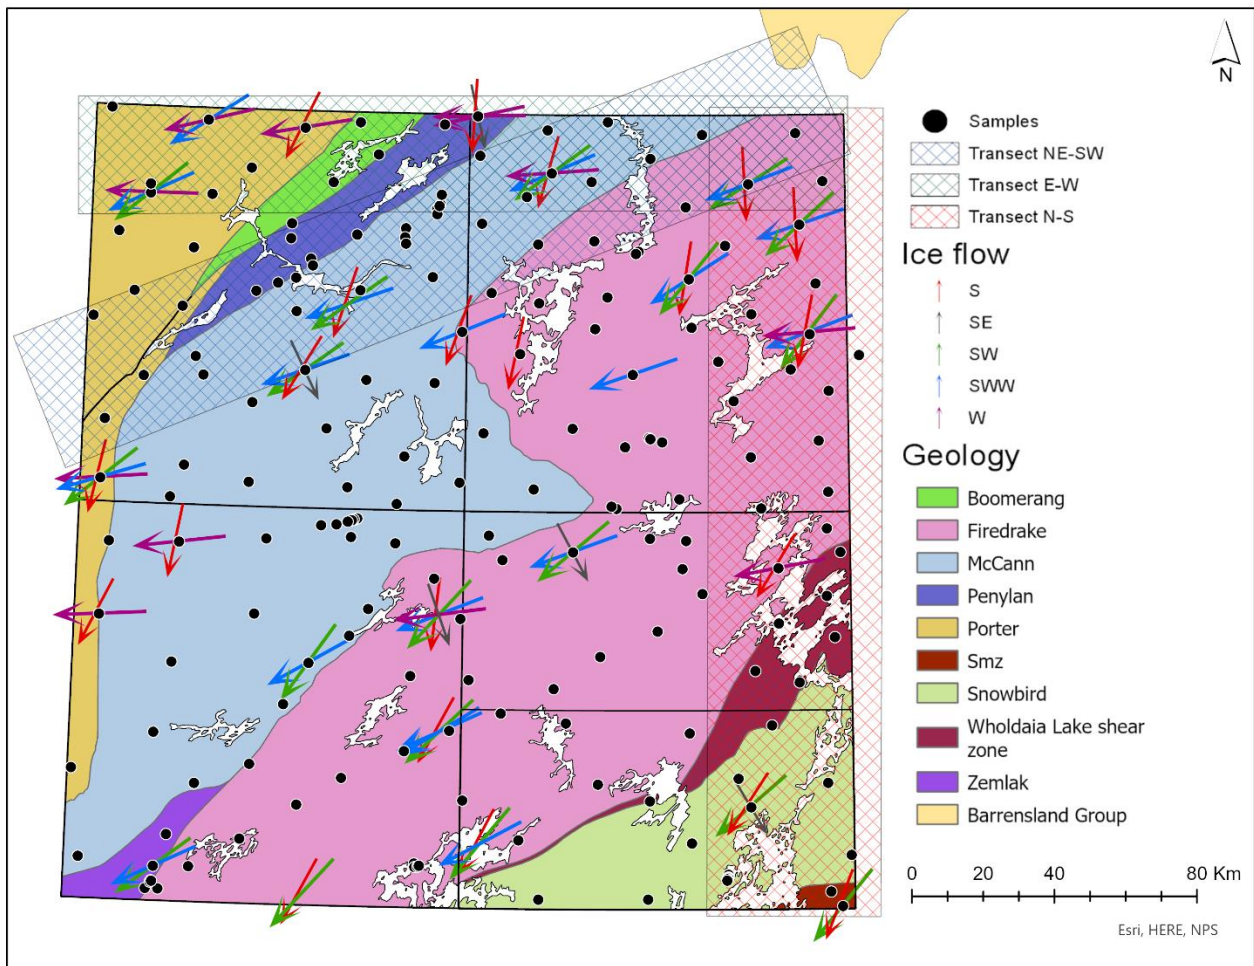 N
Samples
Transect NE-SW
Transect E-W
Transect N-S
Ice flow
S
SE
SW
SWW
W
Geology
Boomerang
Firedrake
McCann
Penylan
Porter
Smz
Snowbird
Wholdaia Lake shear
zone
Zemlak
Barrensland Group
0 20 40 80 Km
Esri, HERE, NPS